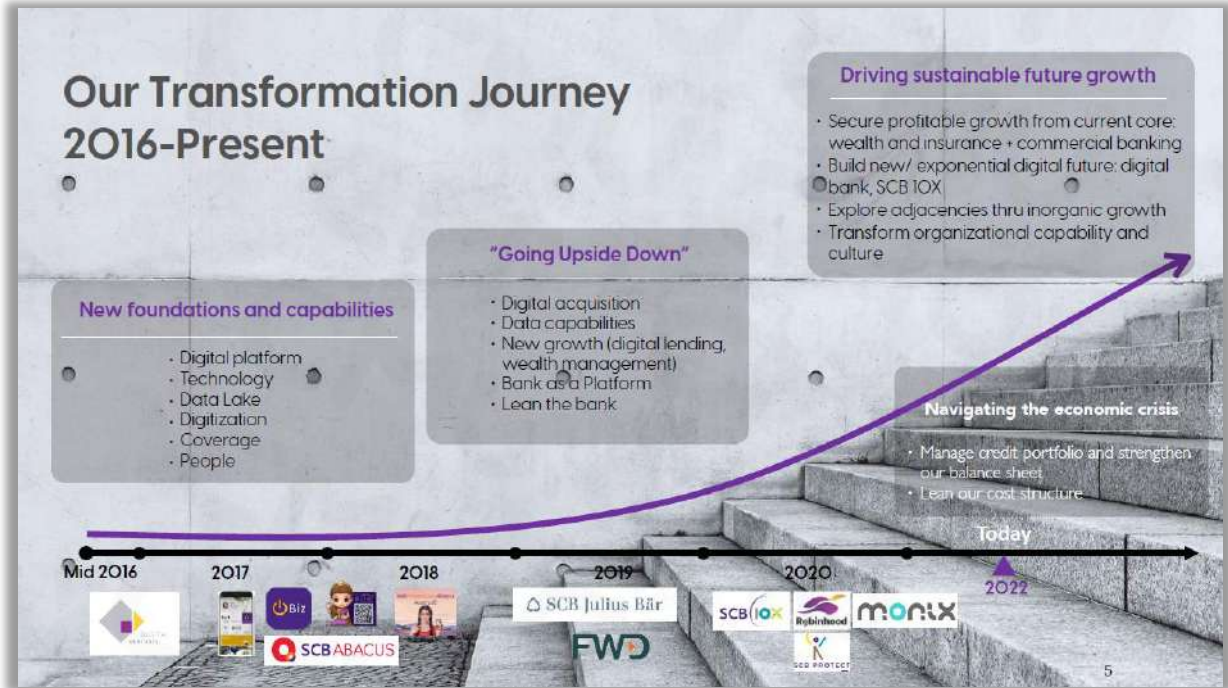 Our Transformation Journey
2016-Present
Driving sustainable future growth
• Secure profitable growth from current core:
wealth and insurance + commercial banking
• Build new/ exponential digital future: digital
bank, SCB 10X
• Explore adjacencies thru inorganic growth
• Transform organizational capability and
culture
"Going Upside Down"
• Digital acquisition
• Data capabilities
• New growth (digital lending,
wealth management)
• Bank as a Platform
• Lean the bank
New foundations and capabilities
• Digital platform
• Technology
• Data Lake
• Digitization
• Coverage
• People
Navigating the economic crisis
• Manage credit portfolio and strengthen
our balance sheet
• Lean our cost structure
Today
Mid 2016
2017
2018
2019
2020
2022
Biz
SCB ABACUS
SCB Julius Bär
FWD
SCB 10X
Robinhood
monix
SCB PROTECT
5